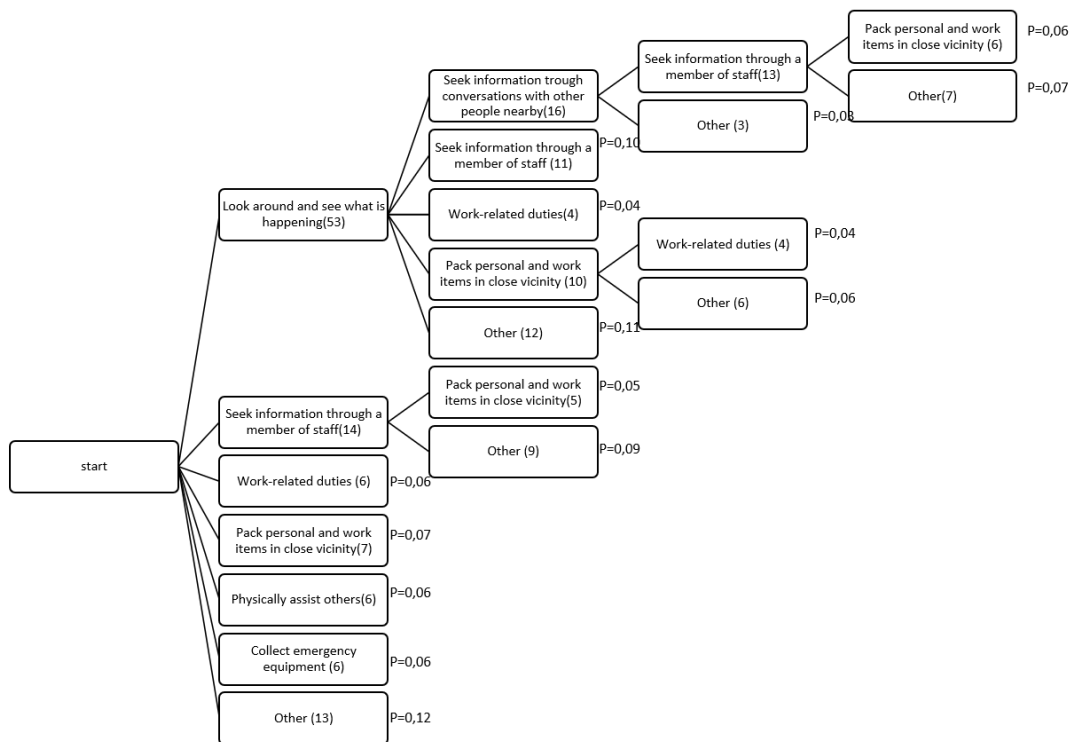 Pack personal and work
items in close vicinity (6)
P=0,06
Seek information through a
member of staff(13)
Other(7)
P=0,07
Seek information trough
conversations with other
people nearby(16)
Other (3)
P=0,03
Seek information through a
member of staff (11)
P=0,10
Look around and see what is
happening(53)
Work-related duties(4)
P=0,04
Pack personal and work
items in close vicinity (10)
Work-related duties (4)
P=0,04
Other (6)
P=0,06
Other (12)
P=0,11
Seek information through a
member of staff(14)
Pack personal and work
items in close vicinity(5)
P=0,05
Other (9)
P=0,09
start
Work-related duties (6)
P=0,06
Pack personal and work
items in close vicinity(7)
P=0,07
Physically assist others(6)
P=0,06
Collect emergency
equipment (6)
P=0,06
Other (13)
P=0,12